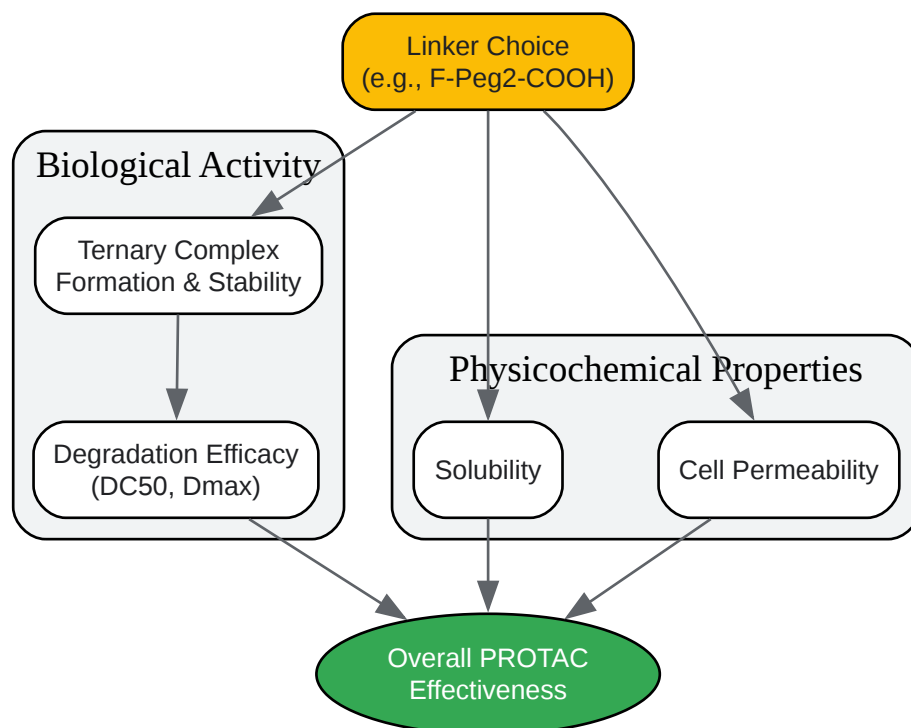 Linker Choice
(e.g., F-Peg2-COOH)
Biological Activity
Ternary Complex
Formation & Stability
Degradation Efficacy
(DC50, Dmax)
Physicochemical Properties
Solubility
Cell Permeability
Overall PROTAC
Effectiveness